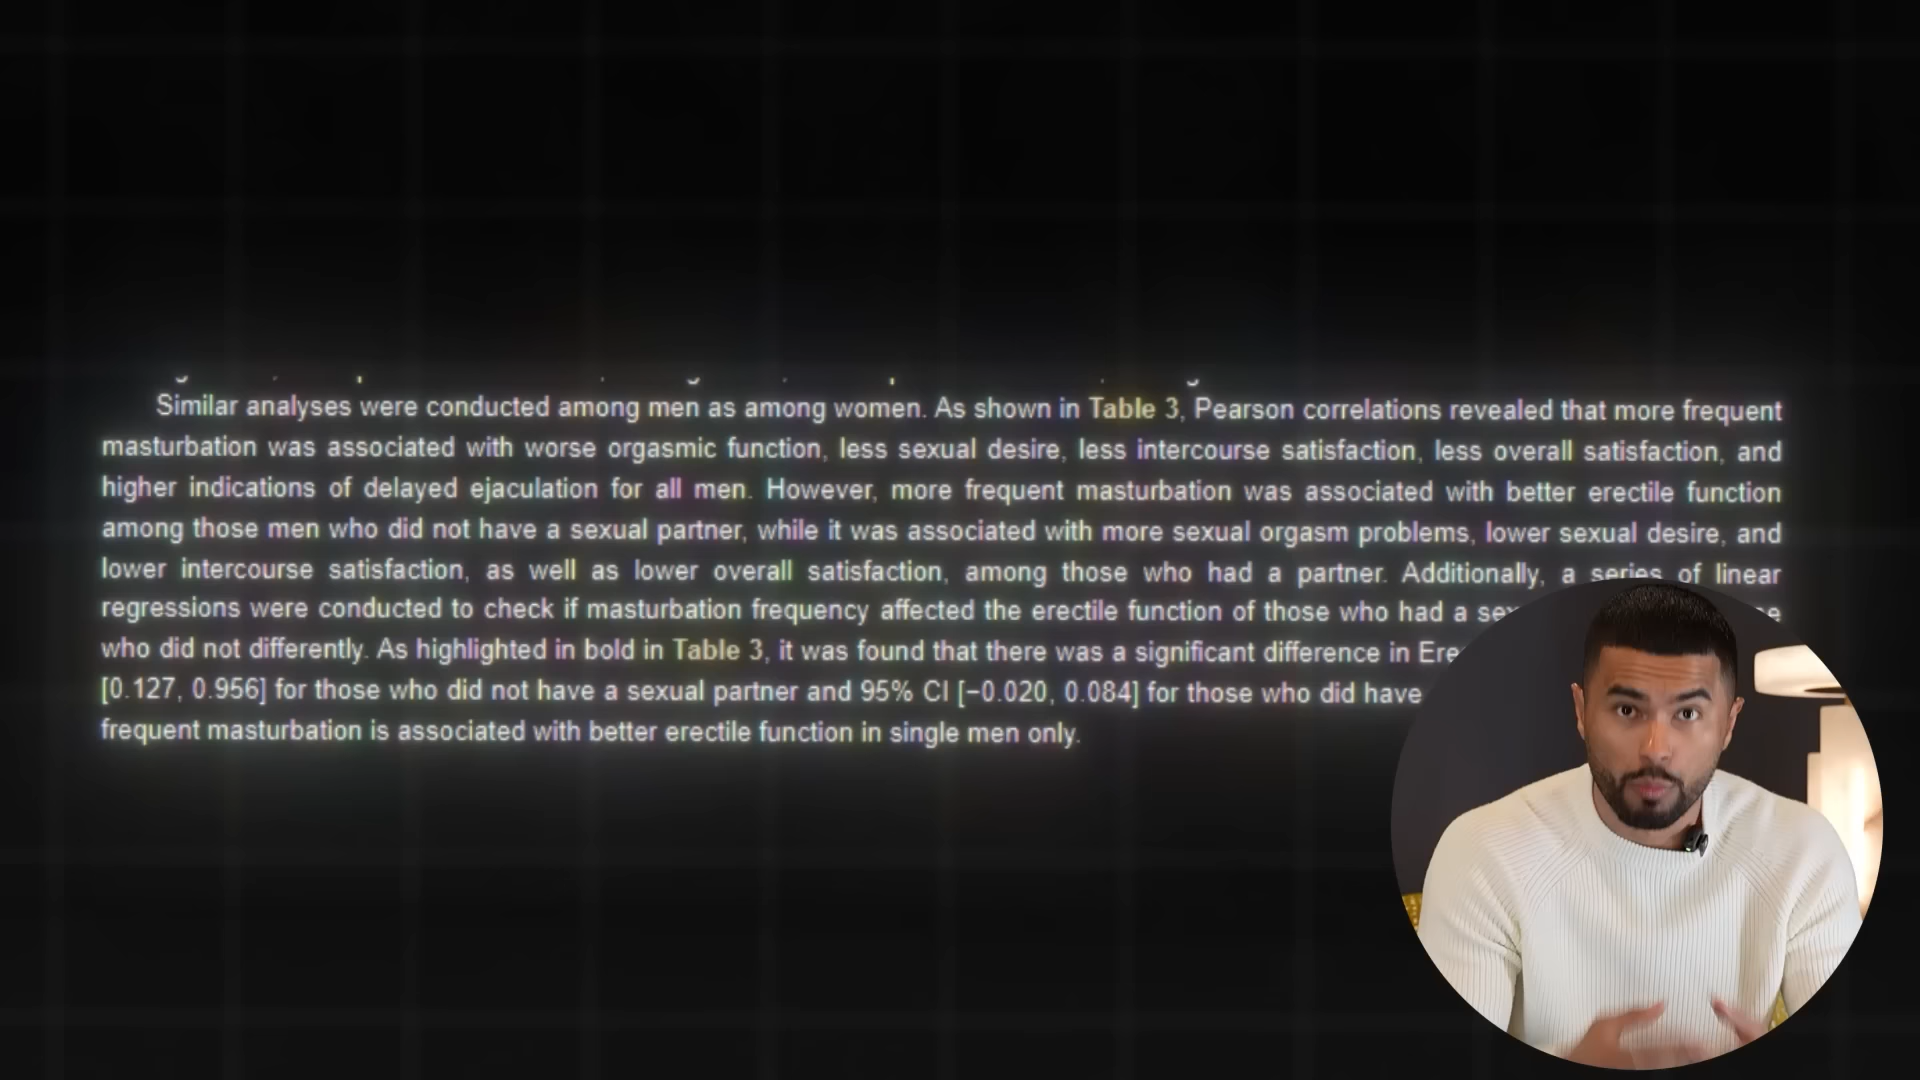 Similar analyses were conducted among men as among women. As shown in Table 3, Pearson correlations revealed that more frequent
masturbation was associated with worse orgasmic function, less sexual desire, less intercourse satisfaction, less overall satisfaction, and
higher indications of delayed ejaculation for all men. However, more frequent masturbation was associated with better erectile function
among those men who did not have a sexual partner, while it was associated with more sexual orgasm problems, lower sexual desire, and
lower intercourse satisfaction, as well as lower overall satisfaction, among those who had a partner. Additionally, a series of linear
regressions were conducted to check if masturbation frequency affected the erectile function of those who had a
who did not differently. As highlighted in bold in Table 3, it was found that there was a significant difference in
[0.127, 0.956] for those who did not have a sexual partner and 95% CI [−0.020, 0.084] for those who did have
frequent masturbation is associated with better erectile function in single men only.